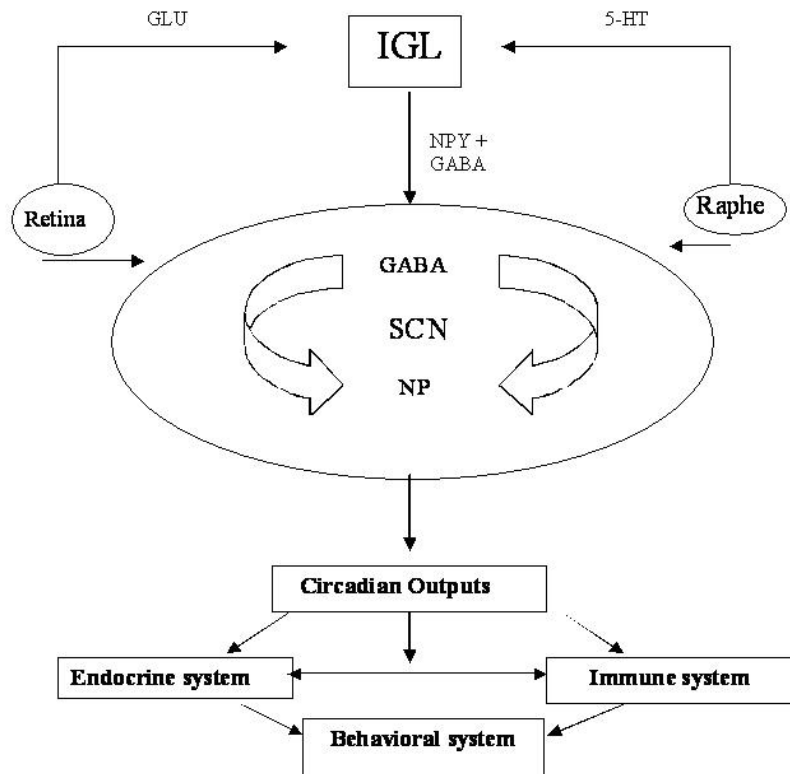 GLU
5-HT
IGL
NPY +
GABA
Retina
Raphe
GABA
SCN
NP
Circadian Outputs
Endocrine system
Immune system
Behavioral system